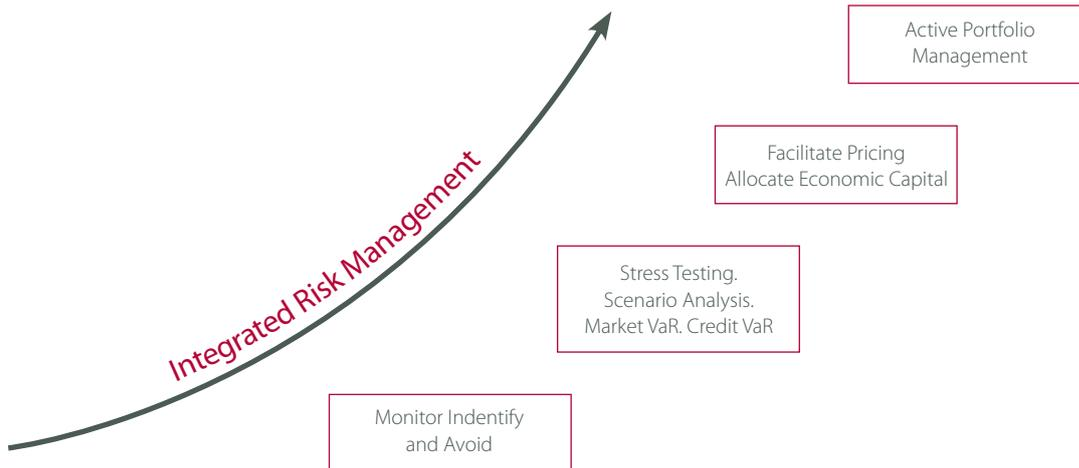 Active Portfolio
Management
Facilitate Pricing
Allocate Economic Capital
Integrated Risk Management
Stress Testing.
Scenario Analysis.
Market VaR. Credit VaR
Monitor Indentify
and Avoid